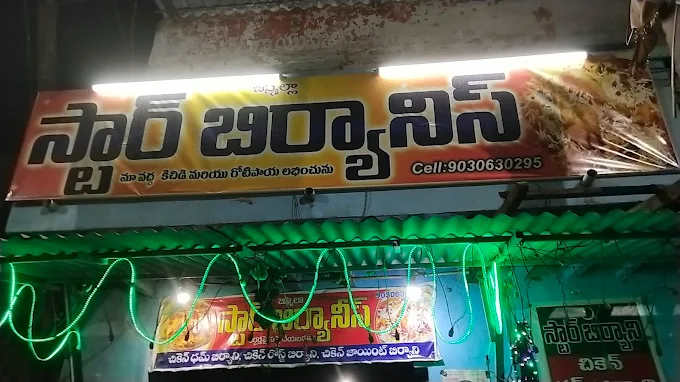 బిస్మిల్లా
స్టార్ బిర్యానిస్
మా వద్ద కిచిడి మరియు రోటిపాయ లభించును
Cell:9030630295
బిస్మిల్లా
స్టార్ బిర్యానీస్
చికెన్ ధమ్ బిర్యాని, చికెన్ రోస్ట్ బిర్యాని, చికెన్ జాయింట్ బిర్యాని
స్టార్ బిర్యాని
చికెన్